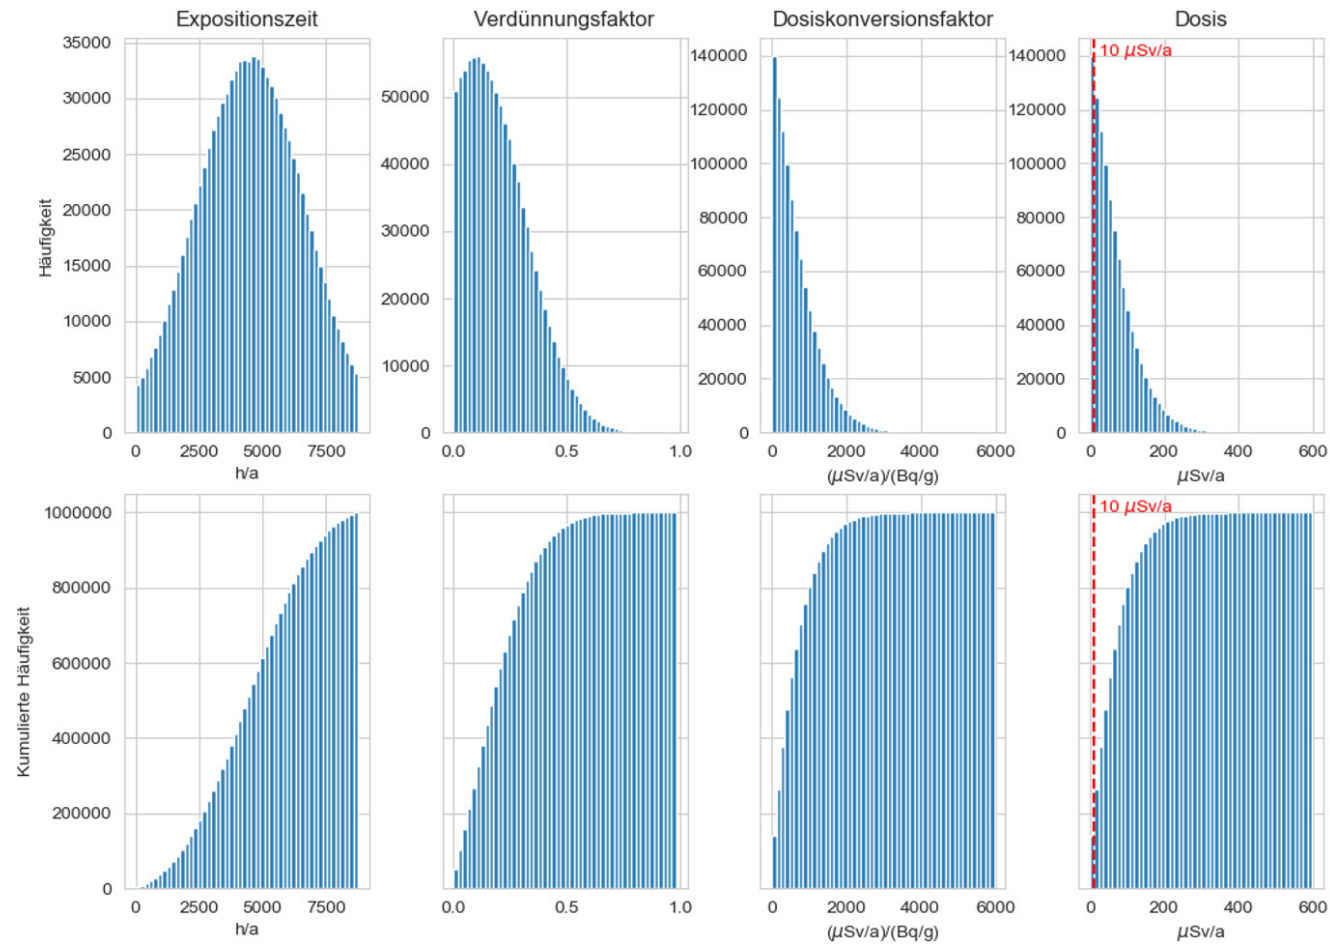 Expositionszeit
35000
30000
25000
20000
15000
10000
5000
0
Häufigkeit
0 2500 5000 7500
h/a
Verdünnungsfaktor
50000
40000
30000
20000
10000
0
0.0 0.5 1.0
Dosiskonversionsfaktor
140000
120000
100000
80000
60000
40000
20000
0
0 2000 4000 6000
(μSv/a)/(Bq/g)
Dosis
10 μSv/a
140000
120000
100000
80000
60000
40000
20000
0
0 200 400 600
μSv/a
1000000
800000
600000
400000
200000
0
Kumulierte Häufigkeit
0 2500 5000 7500
h/a
0.0 0.5 1.0
0 2000 4000 6000
(μSv/a)/(Bq/g)
10 μSv/a
0 200 400 600
μSv/a